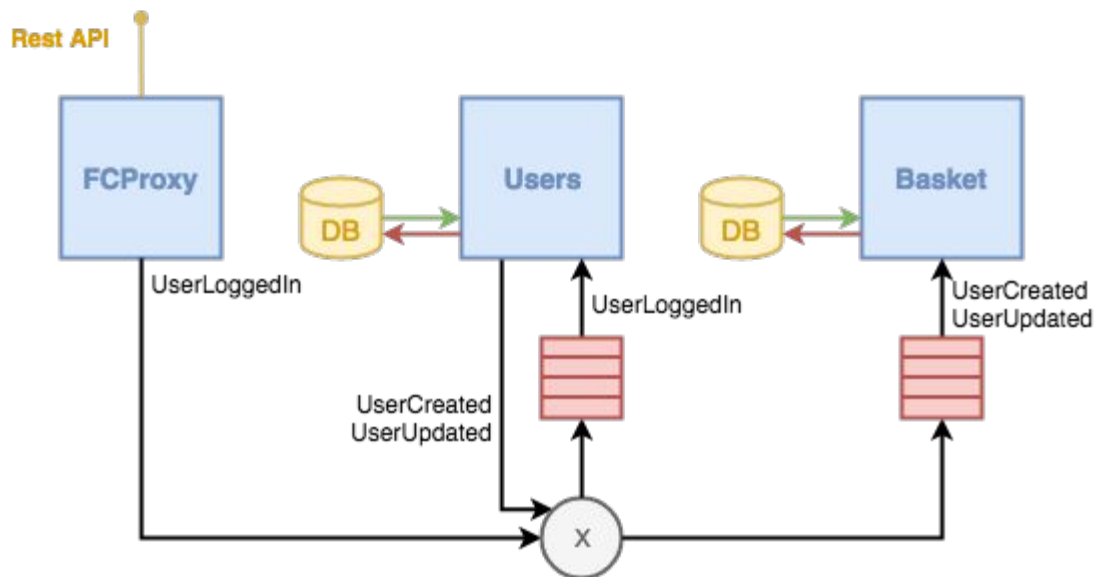 Rest API
FCProxy
Users
Basket
DB
DB
UserLoggedIn
UserLoggedIn
UserCreated
UserUpdated
UserCreated
UserUpdated
X